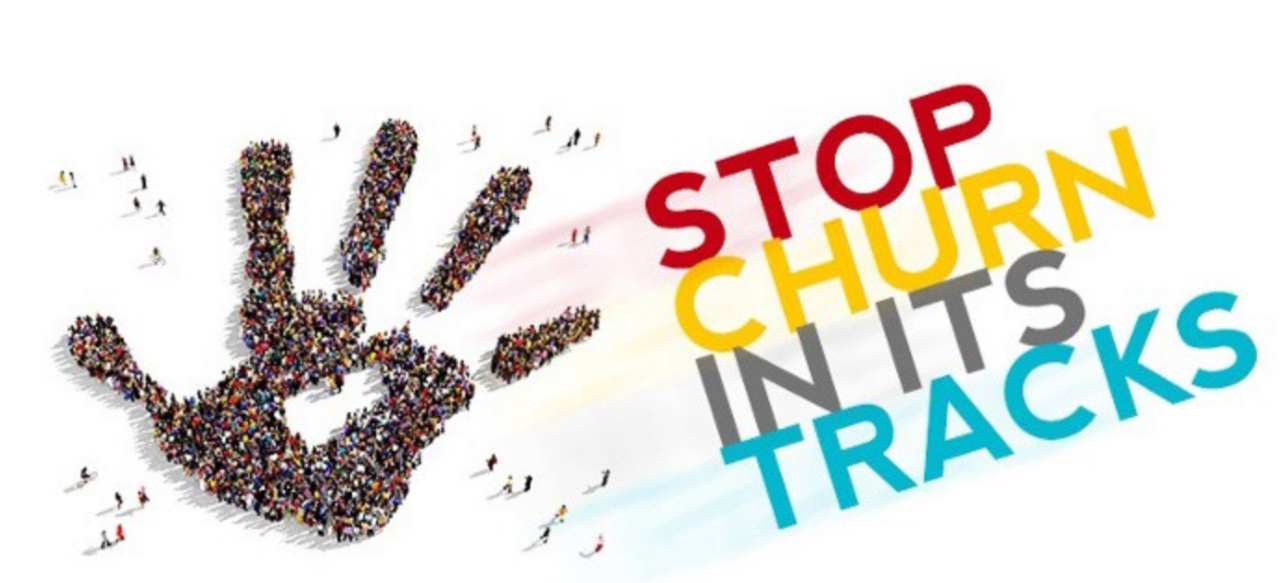 STOP
CHURN
IN ITS
TRACKS